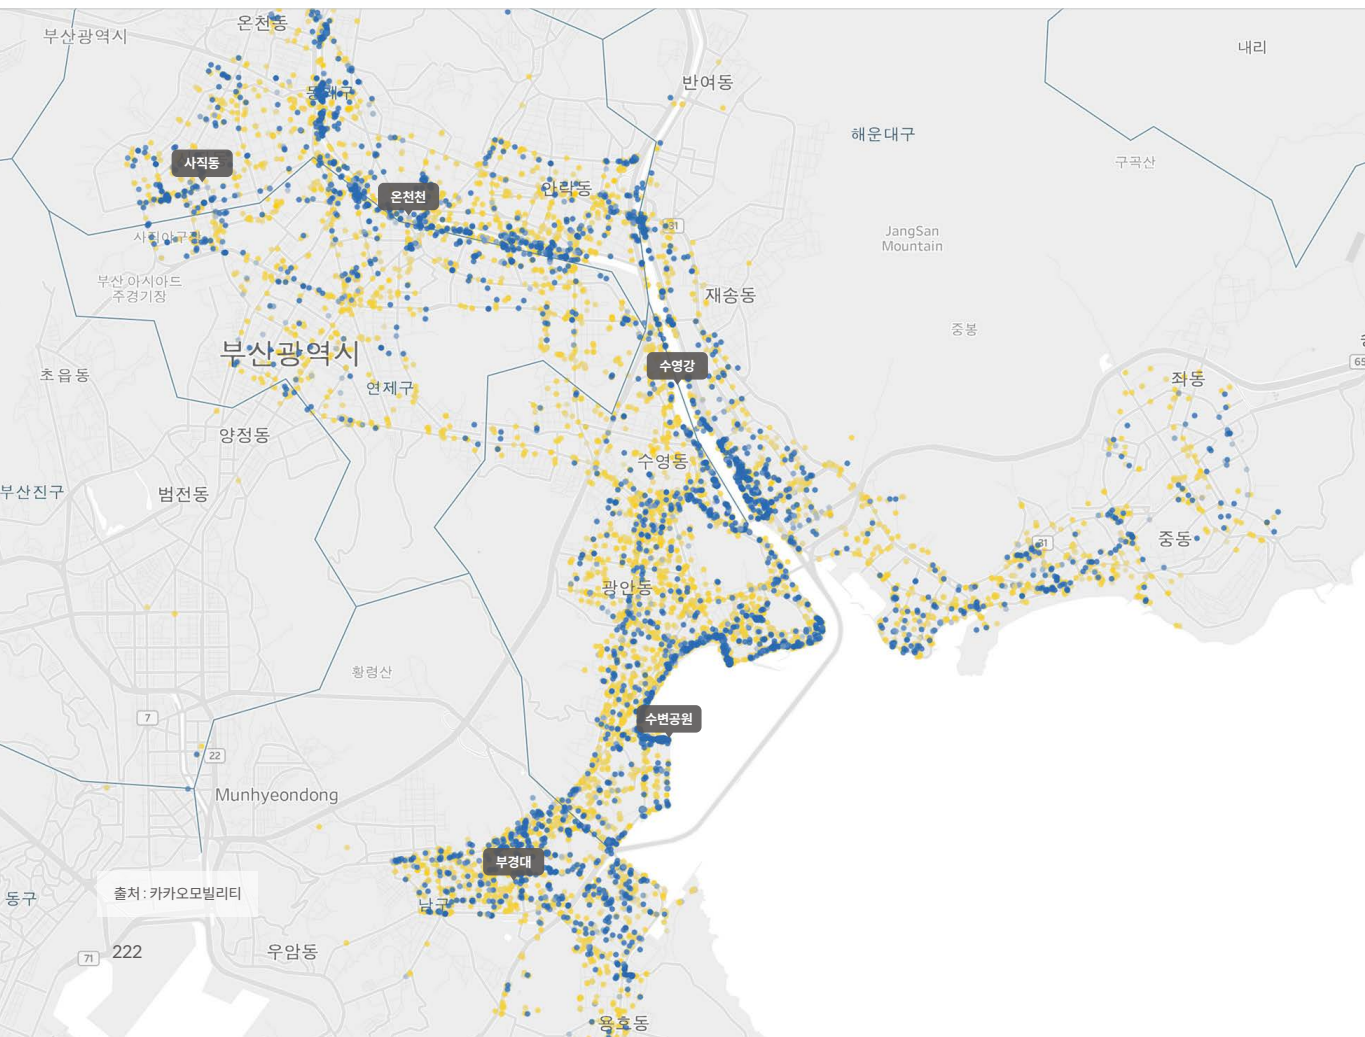 온천동
부산광역시
내리
반여동
동래구
해운대구
구곡산
사직동
온천천
안락동
31
사직야구장
JangSan
Mountain
부산 아시아드
주경기장
재송동
중봉
부산광역시
65
수영강
초읍동
연제구
좌동
양정동
수영동
부산진구
범전동
31
중동
광안동
황령산
7
수변공원
22
Munhyeondong
부경대
출처 : 카카오모빌리티
동구
남구
222
71
우암동
용호동